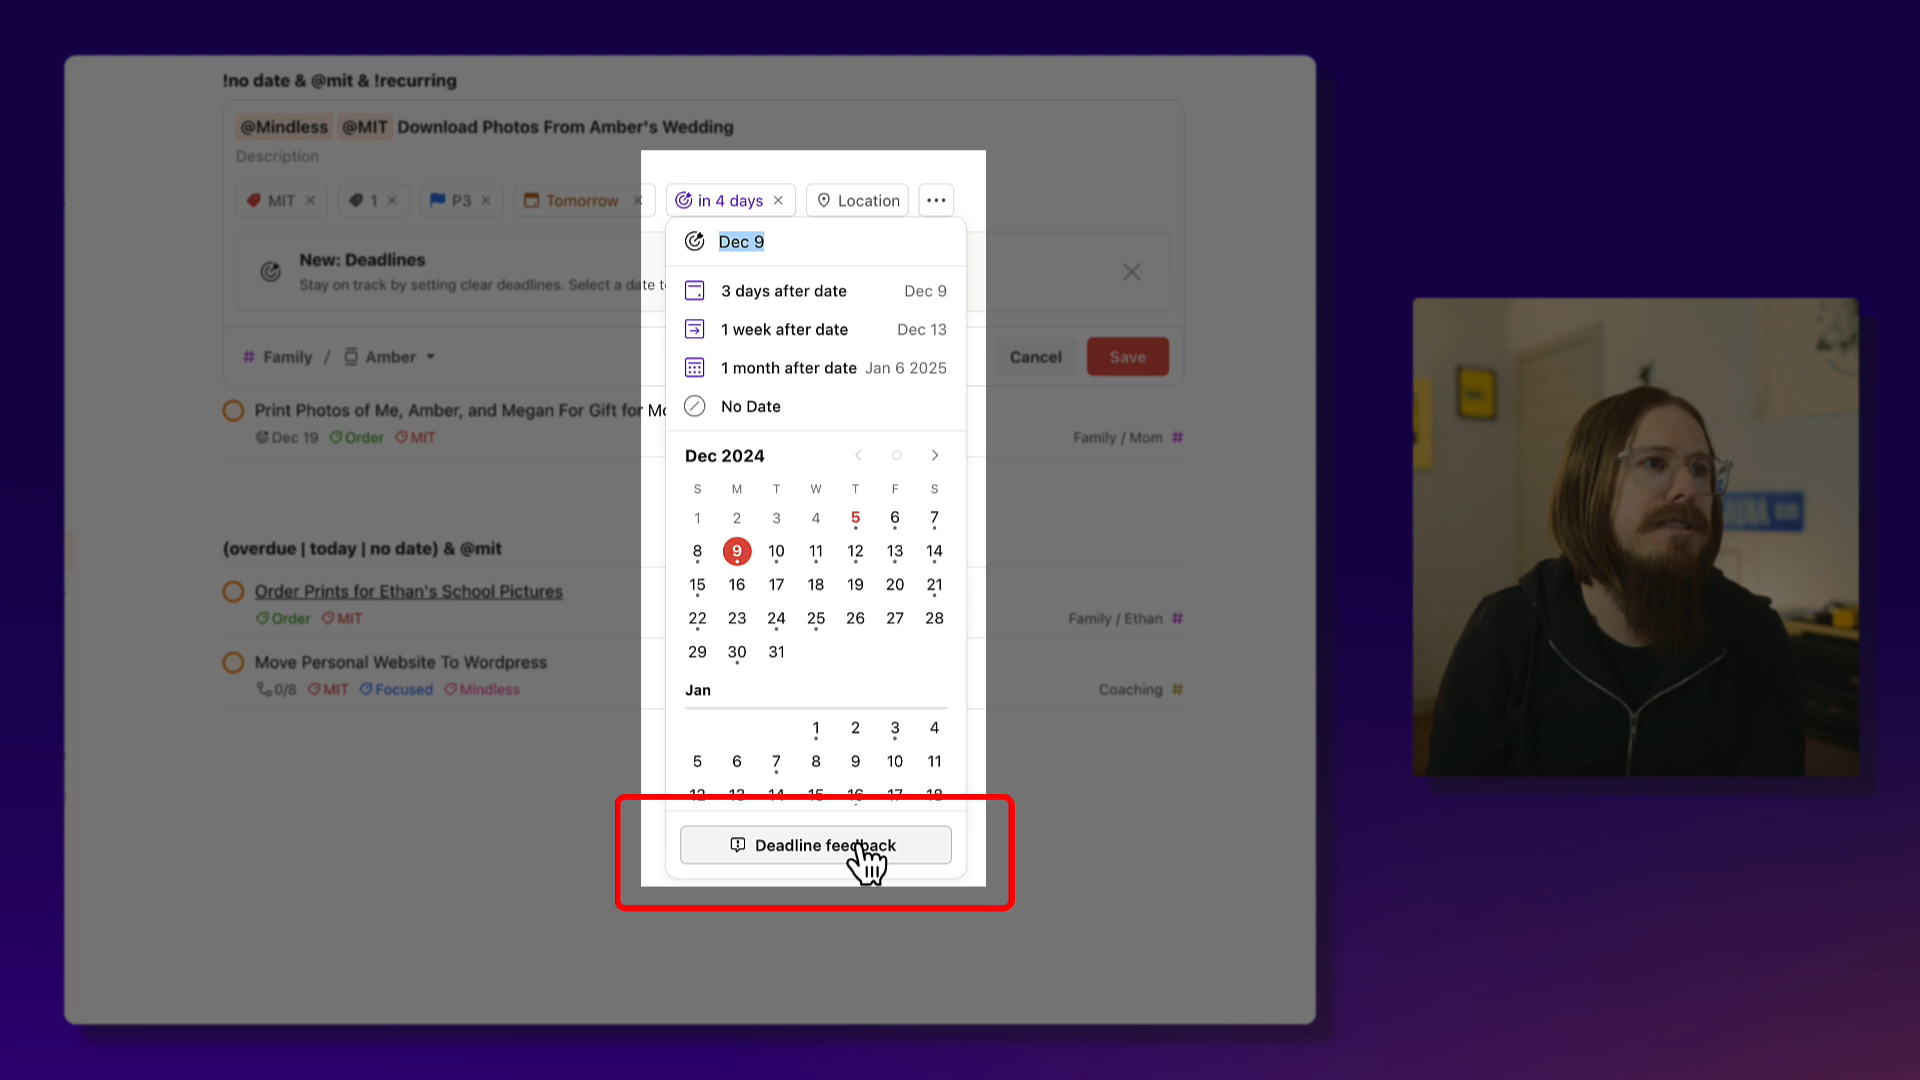 !no date & @mit & !recurring
@Mindless @MIT Download Photos From Amber's Wedding
Description
MIT 1 P3 Tomorrow in 4 days Location
Dec 9
New: Deadlines
Stay on track by setting clear deadlines. Select a date
3 days after date Dec 9
1 week after date Dec 13
# Family / Amber Cancel Save
1 month after date Jan 6 2025
No Date
Print Photos of Me, Amber, and Megan For Gift for
Dec 19 Order MIT Family / Mom #
Dec 2024
S M T W T F S
1 2 3 4 5 6 7
8 9 10 11 12 13 14
15 16 17 18 19 20 21
22 23 24 25 26 27 28
29 30 31
(overdue | today | no date) & @mit
Order Prints for Ethan's School Pictures
Order MIT Family / Ethan #
Move Personal Website To Wordpress
0/8 MIT Focused Mindless Coaching #
Jan
1 2 3 4
5 6 7 8 9 10 11
12 13 14 15 16 17 18
Deadline feedback